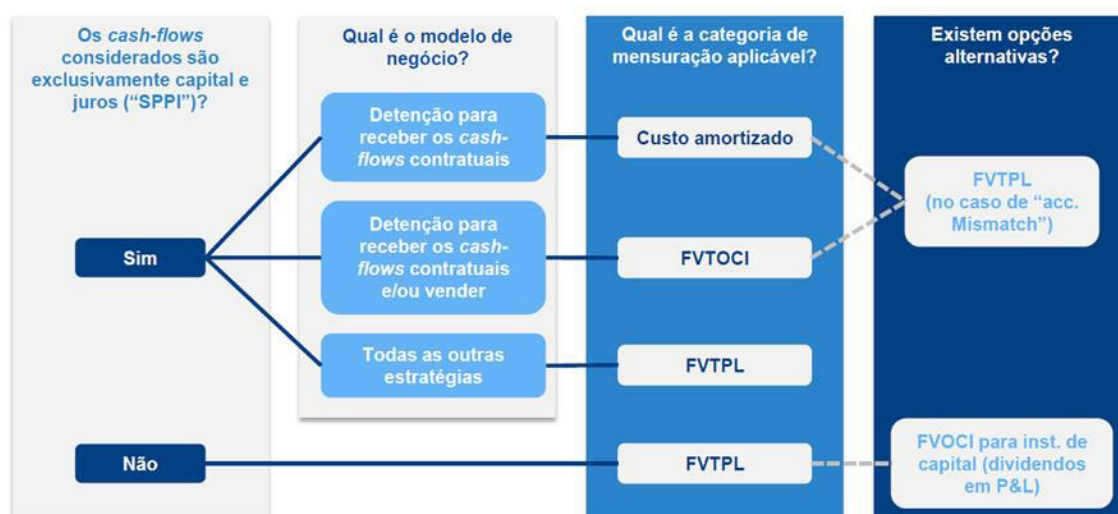 Os cash-flows
considerados são
exclusivamente capital e
juros (“SPPI”)?
Qual é o modelo de
negócio?
Qual é a categoria de
mensuração aplicável?
Existem opções
alternativas?
Detenção para
receber os cash-
flows contratuais
Custo amortizado
FVTPL
(no caso de “acc.
Mismatch”)
Sim
Detenção para
receber os cash-
flows contratuais
e/ou vender
FVTOCI
Todas as outras
estratégias
FVTPL
Não
FVTPL
FVOCI para inst. de
capital (dividendos
em P&L)